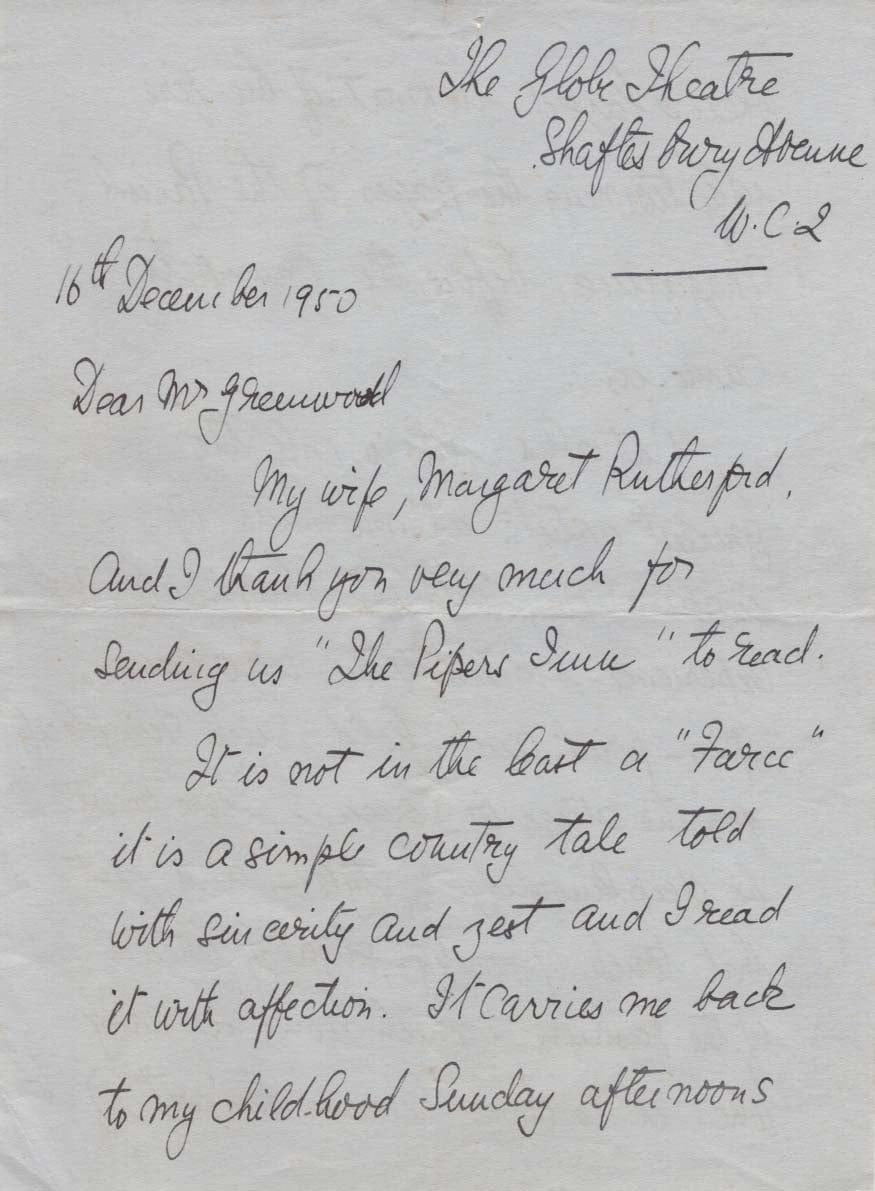 The Globe Theatre
Shaftesbury Avenue
W.C.2
16th December 1950
Dear Mr Greenwood
My wife, Margaret Rutherford,
and I thank you very much for
sending us "The Pipers Inn" to read.
It is not in the least a "Farce"
it is a simple country tale told
with sincerity and zest and I read
it with affection. It carries me back
to my child-hood Sunday afternoons